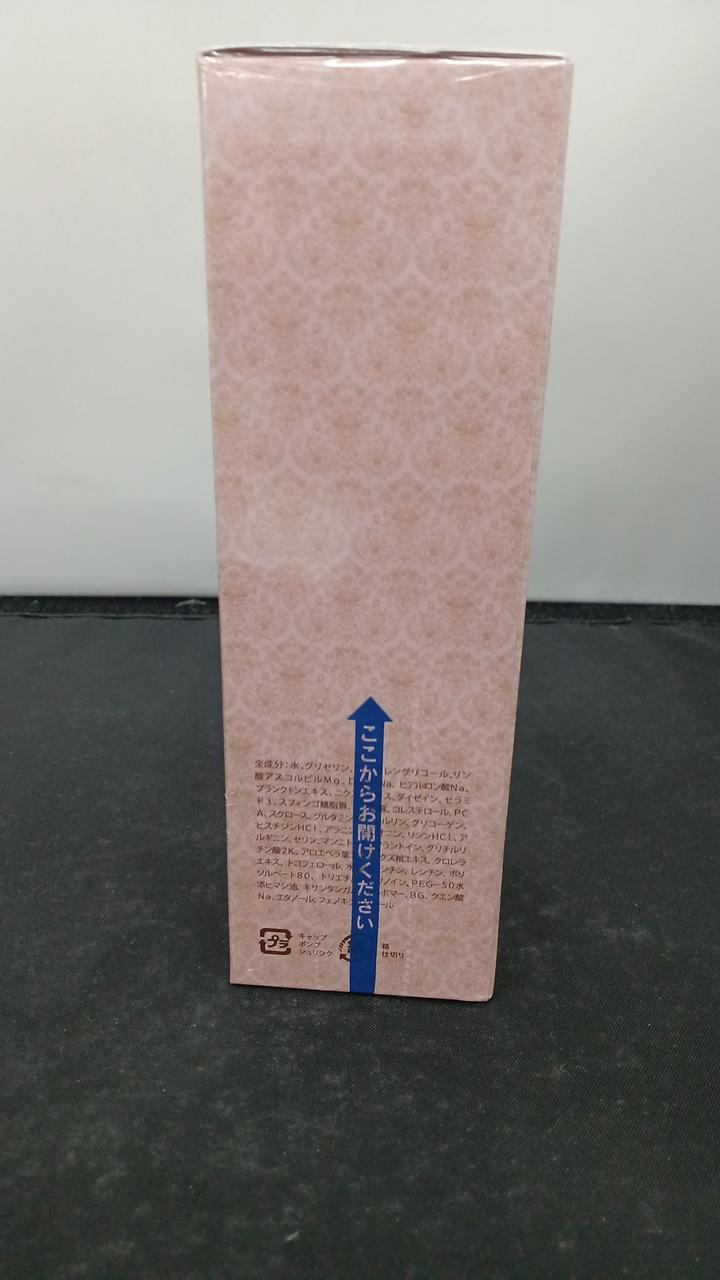 ここからお開けください
全成分：水、グリセリン、 レングリコール、リン
酸アスコルビルMg、 Na、ヒアルロン酸Na、
プランクトンエキス、 ス、ダイゼイン、セラミ
ド3、スフィンゴ糖脂質、 コレステロール、PC
A、スクロース、グルタミン ルリン、グリコーゲン、
ヒスチジンHCl、アラニン ニン、リジンHCl、ア
ルギニン、セリン、マンニト ラントイン、グリチルリ
チン酸2K、アロエベラ葉 クズ根エキス、クロレラ
エキス、トコフェロール、水 チン、レシチン、ポリ
ソルベート80、トリエチ リノイン、PEG-50水
添ヒマシ油、キサンタンガ ボマー、BG、クエン酸
Na、エタノール、フェノキ ール
プラ
キャップ
ポンプ
シュリンク
箱
仕切り